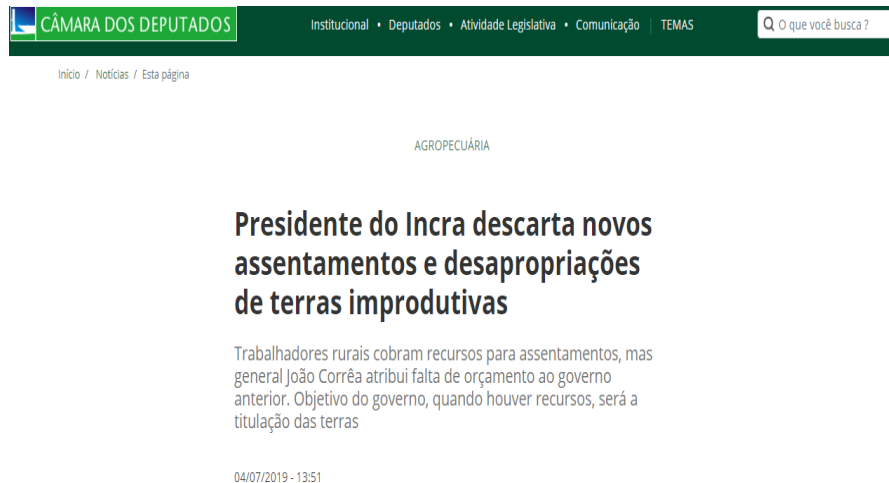 CÂMARA DOS DEPUTADOS
Institucional • Deputados • Atividade Legislativa • Comunicação | TEMAS
O que você busca ?
Início / Notícias / Esta página
AGROPECUÁRIA
Presidente do Incra descarta novos
assentamentos e desapropriações
de terras improdutivas
Trabalhadores rurais cobram recursos para assentamentos, mas
general João Corrêa atribui falta de orçamento ao governo
anterior. Objetivo do governo, quando houver recursos, será a
titulação das terras
04/07/2019 - 13:51